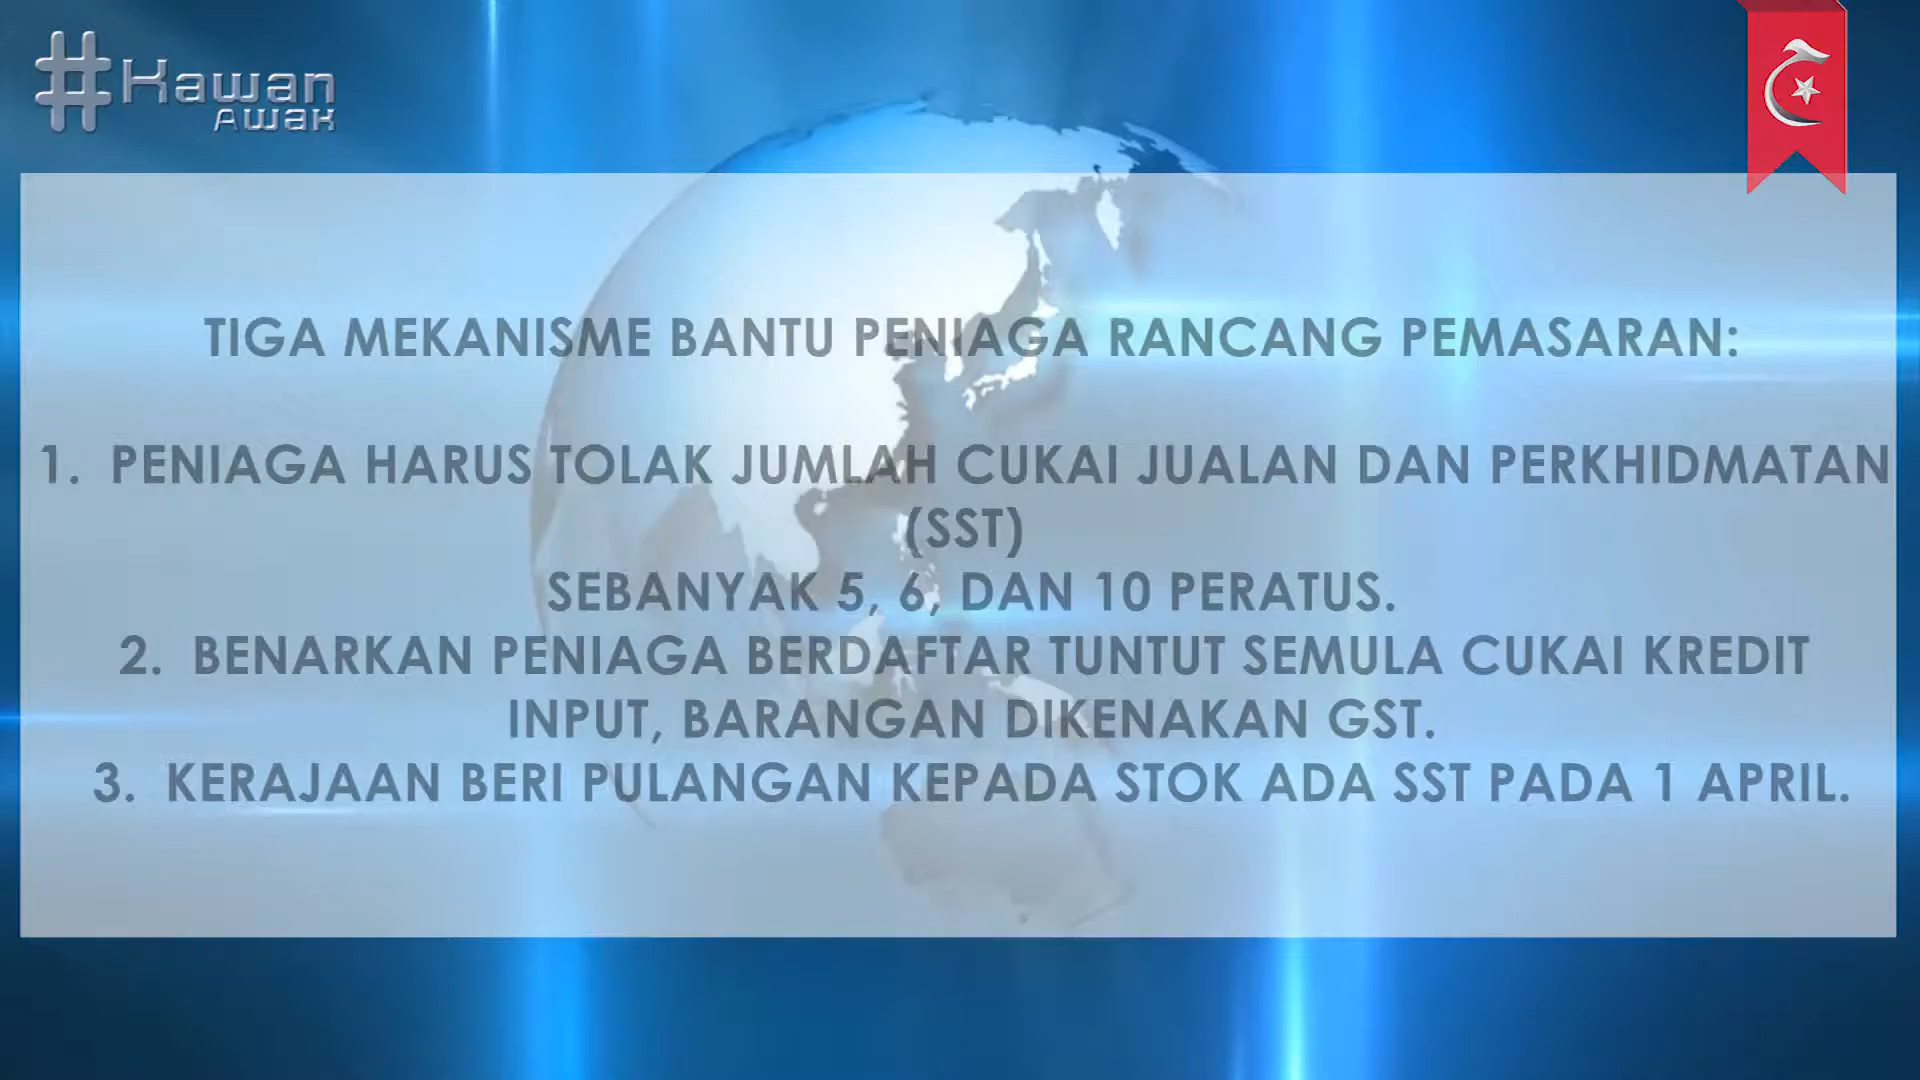 #Kawan
Awak
TIGA MEKANISME BANTU PENIAGA RANCANG PEMASARAN:
1. PENIAGA HARUS TOLAK JUMLAH CUKAI JUALAN DAN PERKHIDMATAN
(SST)
SEBANYAK 5, 6, DAN 10 PERATUS.
2. BENARKAN PENIAGA BERDAFTAR TUNTUT SEMULA CUKAI KREDIT
INPUT, BARANGAN DIKENAKAN GST.
3. KERAJAAN BERI PULANGAN KEPADA STOK ADA SST PADA 1 APRIL.